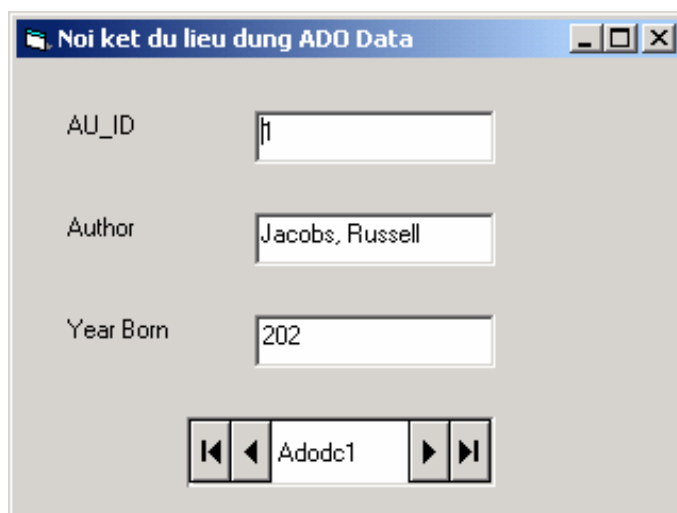 Noi ket du lieu dung ADO Data
AU_ID 1
Author Jacobs, Russell
Year Born 202
Adodc1